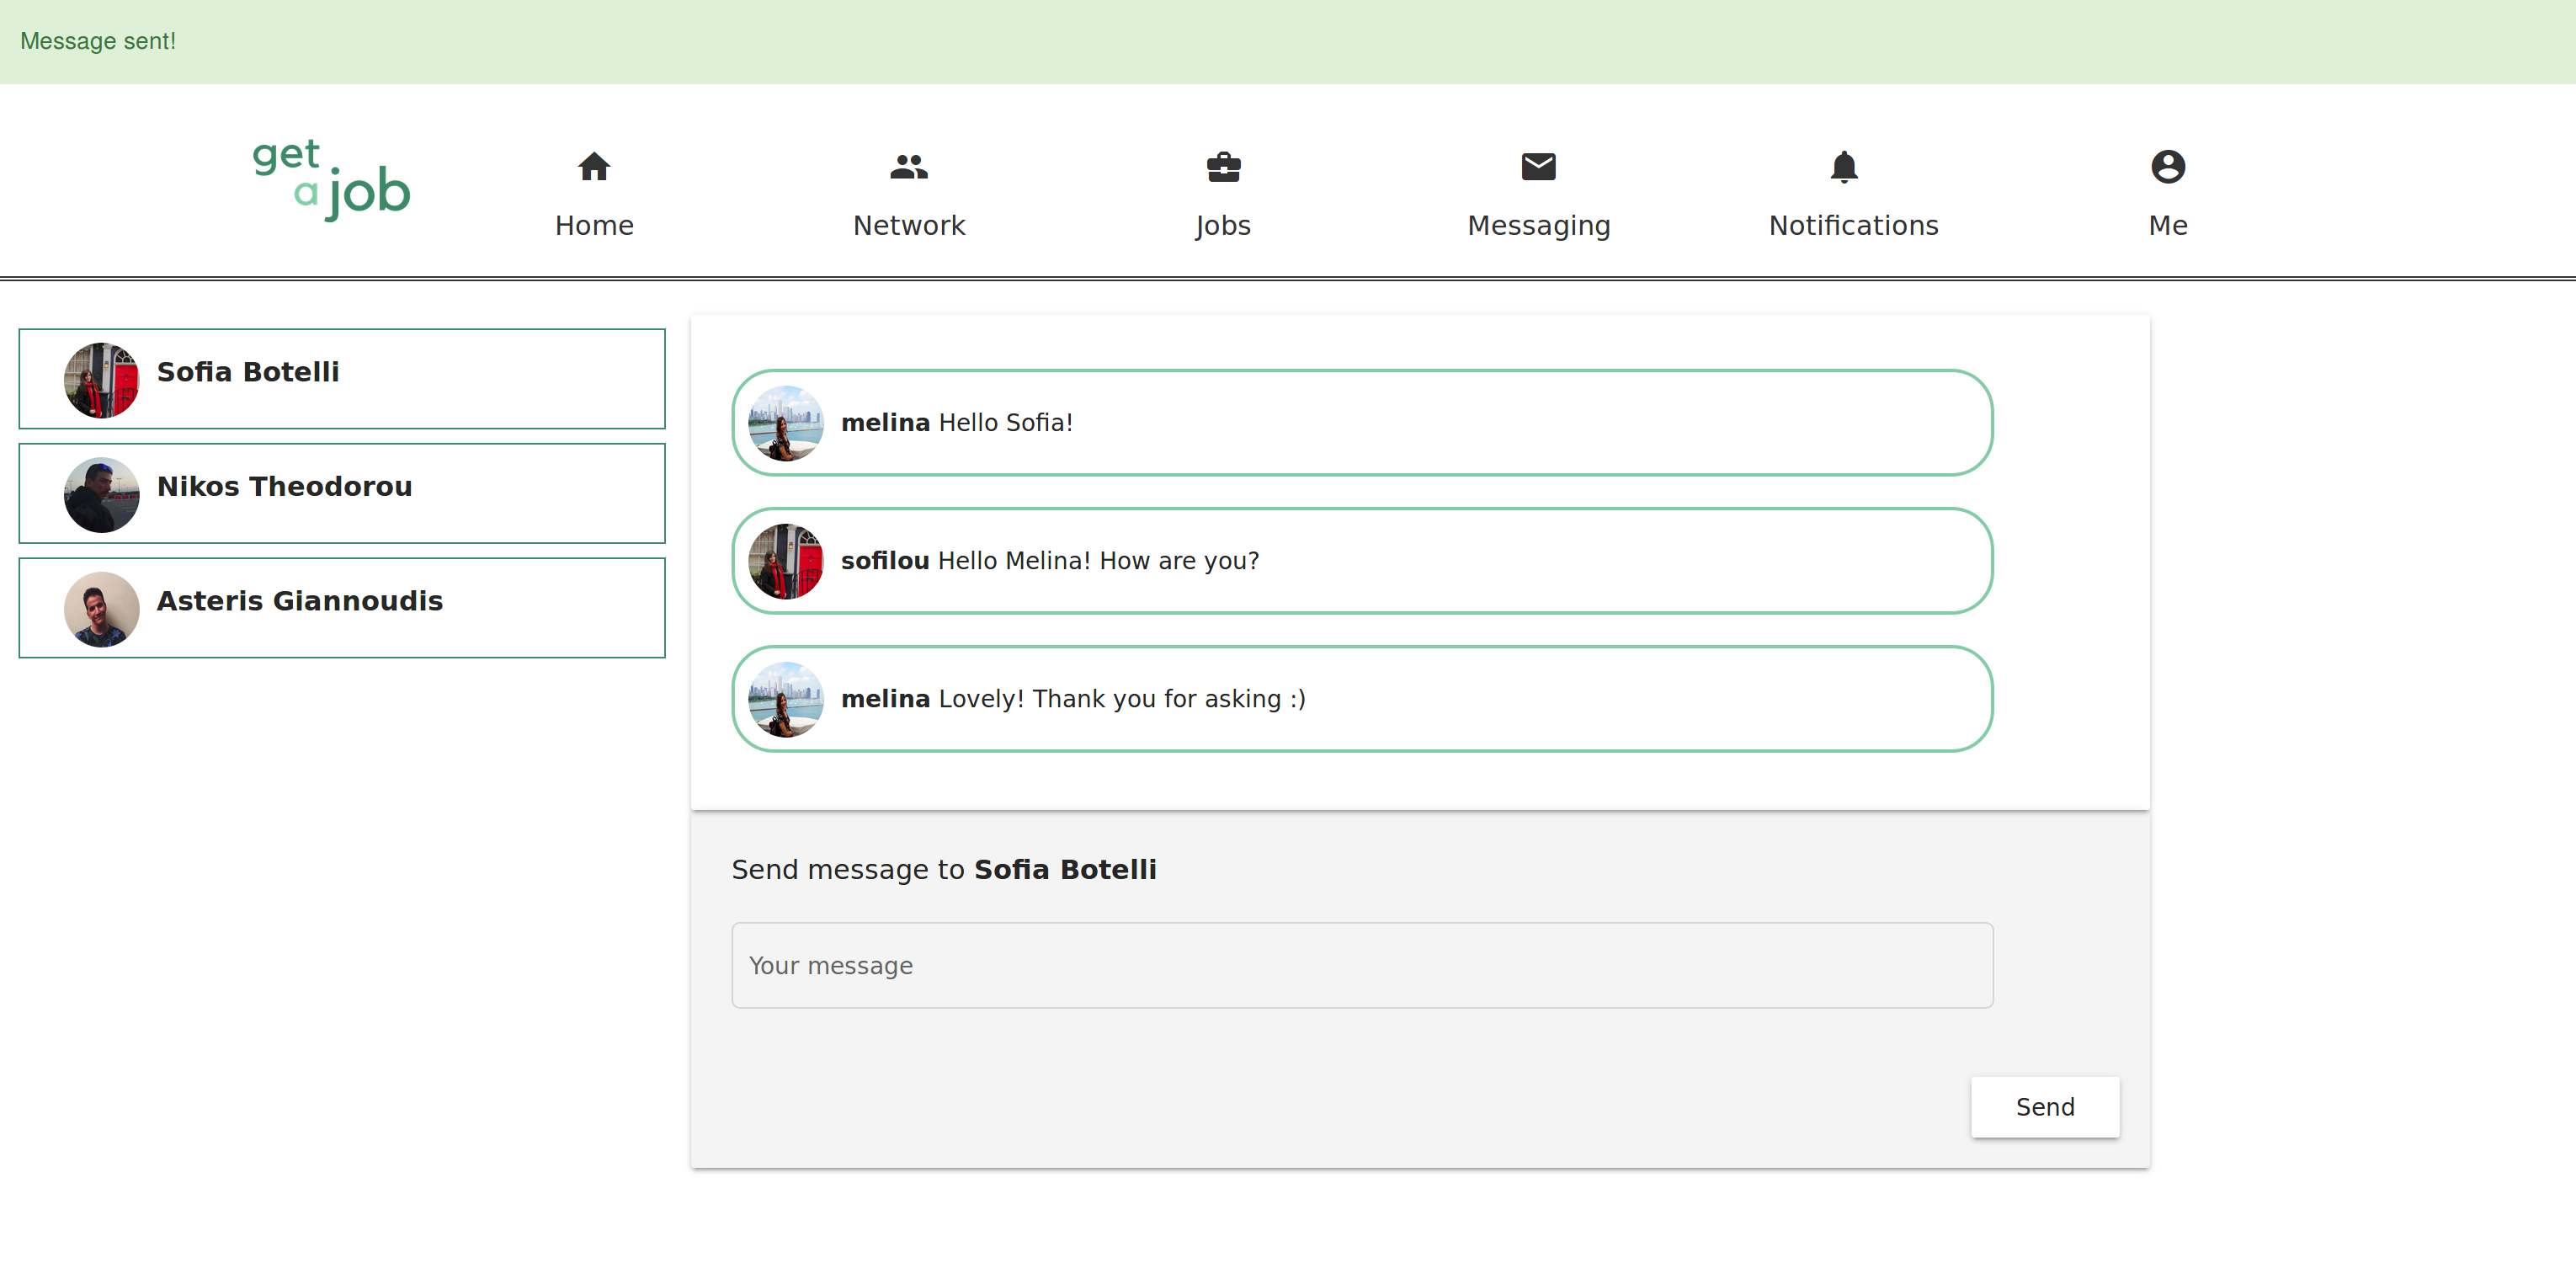 Message sent!
get
a job
Home
Network
Jobs
Messaging
Notifications
Me
Sofia Botelli
Nikos Theodorou
Asteris Giannoudis
melina Hello Sofia!
sofilou Hello Melina! How are you?
melina Lovely! Thank you for asking :)
Send message to Sofia Botelli
Your message
Send